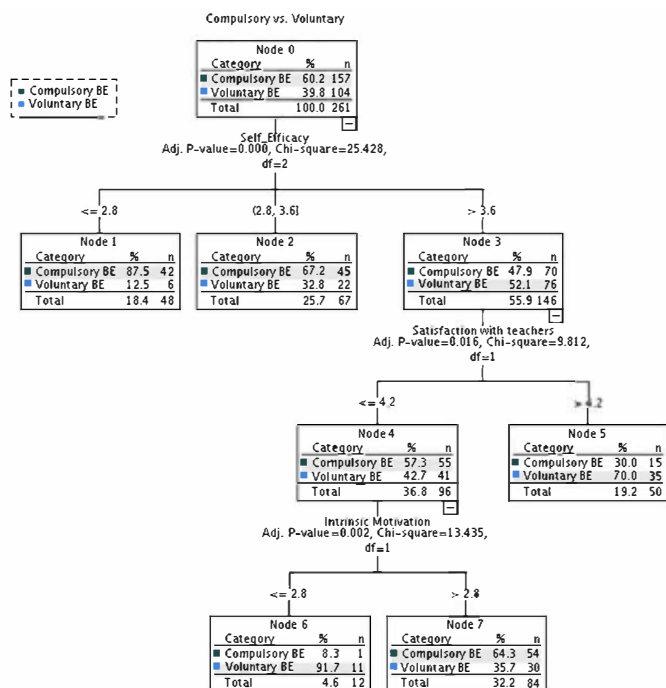 Compulsory vs. Voluntary
Compulsory BE
Voluntary BE
Node 0
Category % n
Compulsory BE 60.2 157
Voluntary BE 39.8 104
Total 100.0 261
Self_Efficacy
Adj. P-value=0.000, Chi-square=25.428,
df=2
<= 2.8
(2.8, 3.6]
> 3.6
Node 1
Category % n
Compulsory BE 87.5 42
Voluntary BE 12.5 6
Total 18.4 48
Node 2
Category % n
Compulsory BE 67.2 45
Voluntary BE 32.8 22
Total 25.7 67
Node 3
Category % n
Compulsory BE 47.9 70
Voluntary BE 52.1 76
Total 55.9 146
Satisfaction with teachers
Adj. P-value=0.016, Chi-square=9.812,
df=1
<= 4.2
> 4.2
Node 4
Category % n
Compulsory BE 57.3 55
Voluntary BE 42.7 41
Total 36.8 96
Node 5
Category % n
Compulsory BE 30.0 15
Voluntary BE 70.0 35
Total 19.2 50
Intrinsic Motivation
Adj. P-value=0.002, Chi-square=13.435,
df=1
<= 2.8
> 2.8
Node 6
Category % n
Compulsory BE 8.3 1
Voluntary BE 91.7 11
Total 4.6 12
Node 7
Category % n
Compulsory BE 64.3 54
Voluntary BE 35.7 30
Total 32.2 84